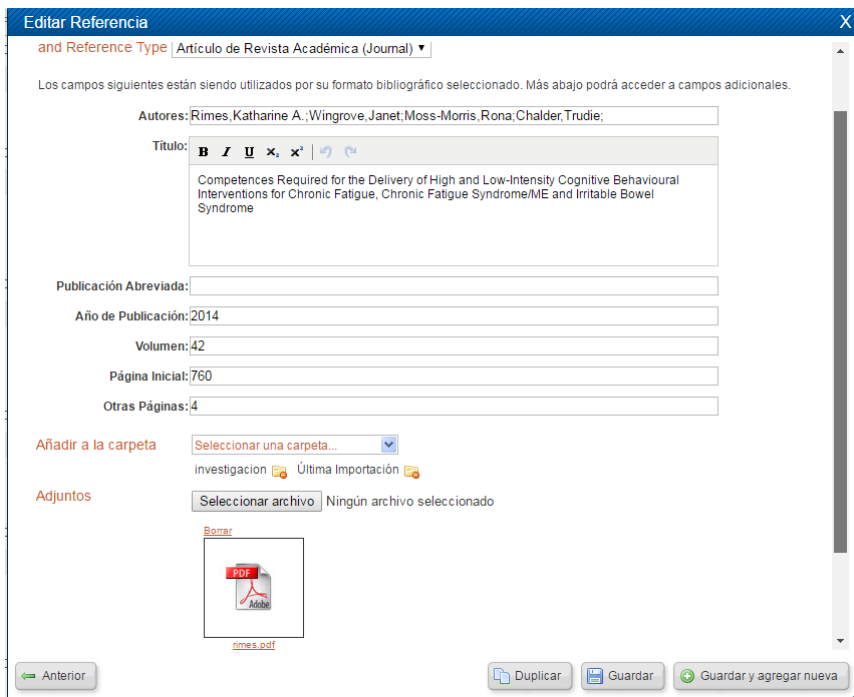 Editar Referencia X
and Reference Type Artículo de Revista Académica (Journal)
Los campos siguientes están siendo utilizados por su formato bibliográfico seleccionado. Más abajo podrá acceder a campos adicionales.
Autores: Rimes,Katharine A.;Wingrove,Janet;Moss-Morris,Rona;Chalder,Trudie;
Título: B I U x₂ x²
Competences Required for the Delivery of High and Low-Intensity Cognitive Behavioural
Interventions for Chronic Fatigue, Chronic Fatigue Syndrome/ME and Irritable Bowel
Syndrome
Publicación Abreviada:
Año de Publicación: 2014
Volumen: 42
Página Inicial: 760
Otras Páginas: 4
Añadir a la carpeta Seleccionar una carpeta...
investigacion Última Importación
Adjuntos Seleccionar archivo Ningún archivo seleccionado
Borrar
PDF
Adobe
rimes.pdf
Anterior Duplicar Guardar Guardar y agregar nueva